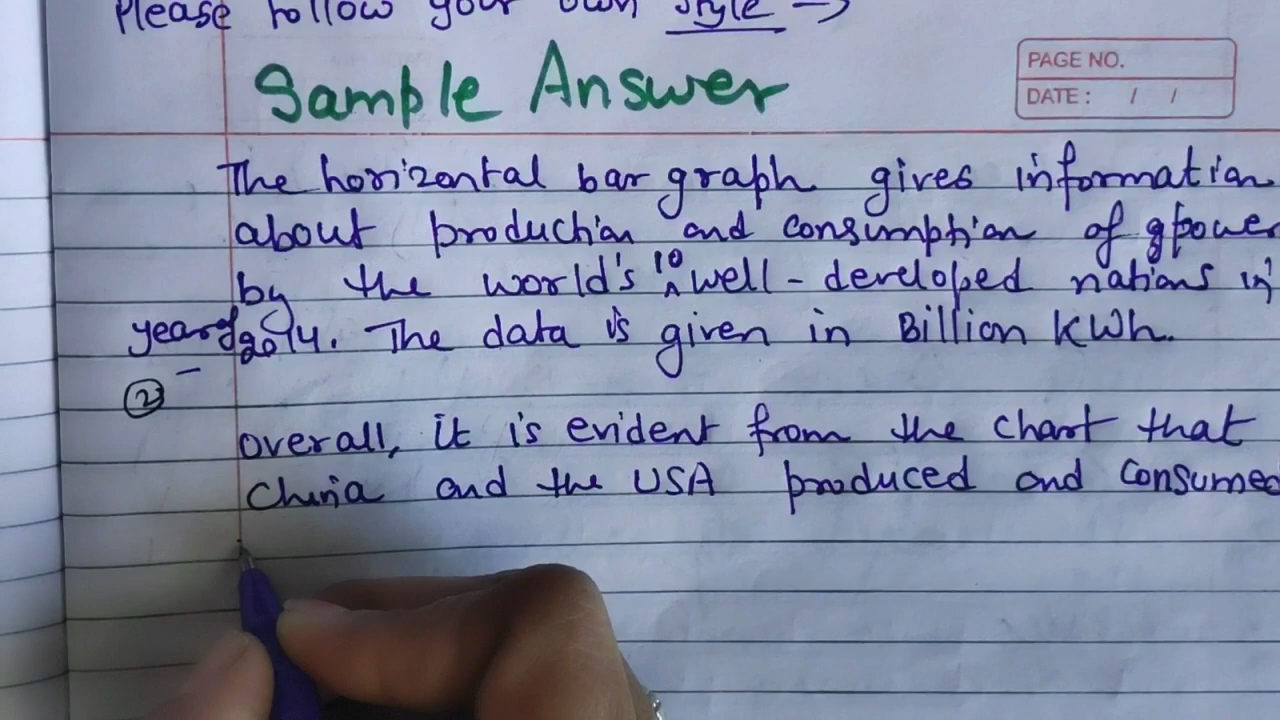 Please follow your own style →
Sample Answer
PAGE NO.
DATE : / /
The horizontal bar graph gives information
about production and consumption of power
by the world's 10 well-developed nations in
year of 2014. The data is given in Billion kWh.
②
Overall, it is evident from the chart that
China and the USA produced and consumed